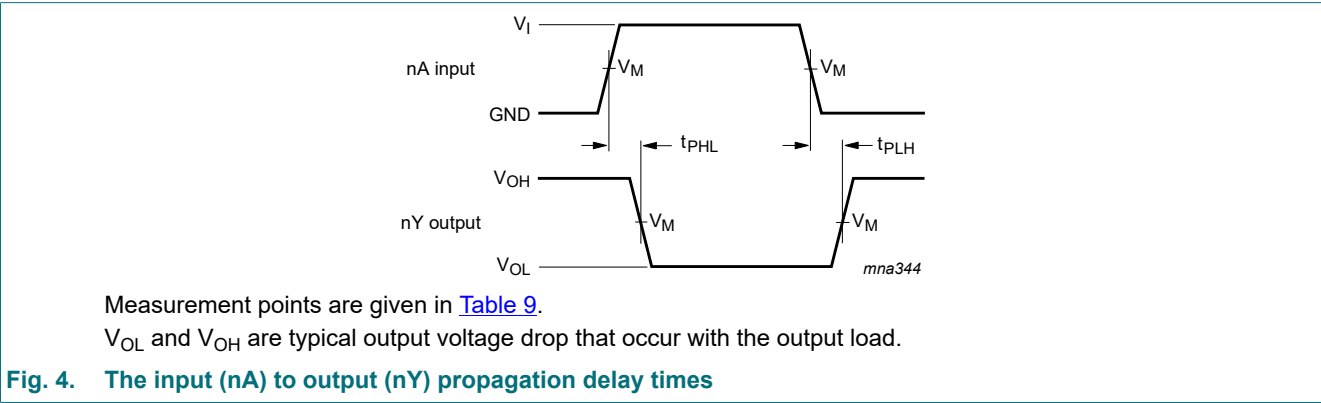 VI
nA input
VM
VM
GND
tPHL
tPLH
VOH
nY output
VM
VM
VOL
mna344
Measurement points are given in Table 9.
VOL and VOH are typical output voltage drop that occur with the output load.
Fig. 4. The input (nA) to output (nY) propagation delay times